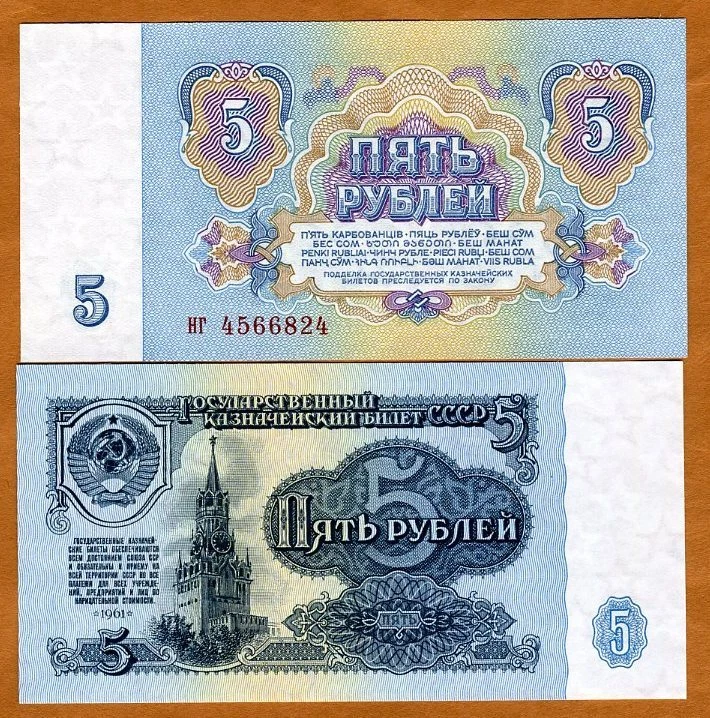 5 5
ПЯТЬ
РУБЛЕЙ
П'ЯТЬ КАРБОВАНЦІВ · ПЯЦЬ РУБЛЁЎ · БЕШ СЎМ
БЕС СОМ · ᲮᲣᲗᲘ ᲛᲐᲜᲔᲗᲘ · БЕШ МАНАТ
PENKI RUBLIAI · ЧИНЧ РУБЛЕ · PIECI RUBĻI · БЕШ СОМ
ПАНҶ СЎМ · ՀԻՆԳ ՌՈՒԲԼԻ · БӘШ МАНАТ · VIIS RUBLA
ПОДДЕЛКА ГОСУДАРСТВЕННЫХ КАЗНАЧЕЙСКИХ
БИЛЕТОВ ПРЕСЛЕДУЕТСЯ ПО ЗАКОНУ
5
НГ 4566824
ГОСУДАРСТВЕННЫЙ
КАЗНАЧЕЙСКИЙ БИЛЕТ СССР 5
5
ПЯТЬ РУБЛЕЙ
ГОСУДАРСТВЕННЫЕ КАЗНАЧЕЙ-
СКИЕ БИЛЕТЫ ОБЕСПЕЧИВАЮТСЯ
ВСЕМ ДОСТОЯНИЕМ СОЮЗА ССР
И ОБЯЗАТЕЛЬНЫ К ПРИЕМУ НА
ВСЕЙ ТЕРРИТОРИИ СССР ВО ВСЕ
ПЛАТЕЖИ ДЛЯ ВСЕХ УЧРЕЖДЕ-
НИЙ, ПРЕДПРИЯТИЙ И ЛИЦ ПО
НАРИЦАТЕЛЬНОЙ СТОИМОСТИ.
☆1961☆
ПЯТЬ
5
5